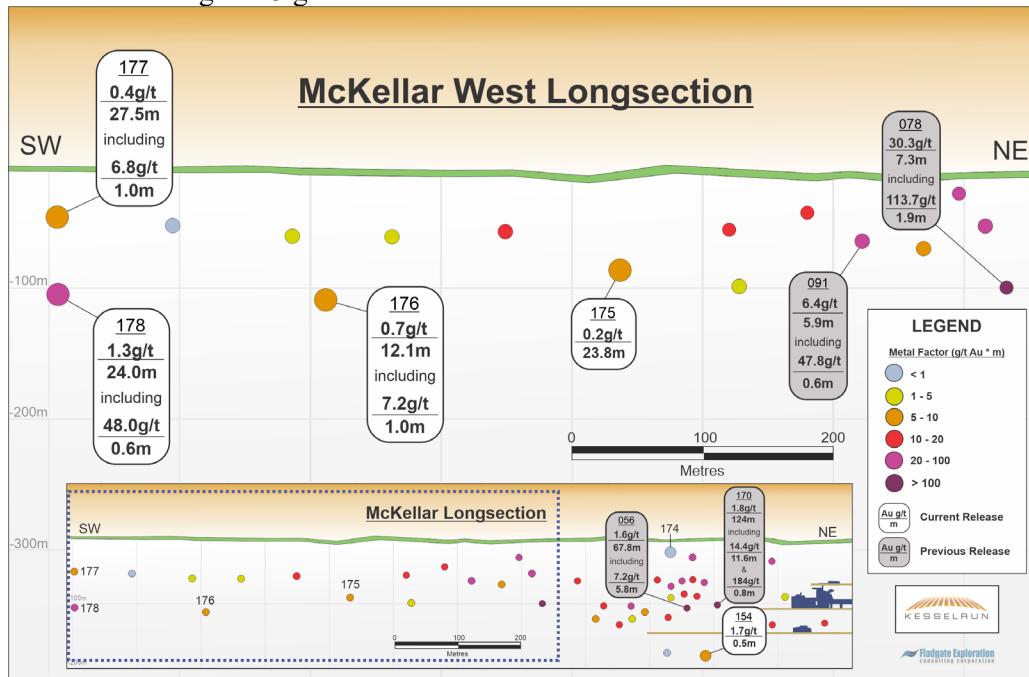 McKellar West Longsection
SW
NE
177
0.4g/t
27.5m
including
6.8g/t
1.0m
078
30.3g/t
7.3m
including
113.7g/t
1.9m
-100m
178
1.3g/t
24.0m
including
48.0g/t
0.6m
176
0.7g/t
12.1m
including
7.2g/t
1.0m
175
0.2g/t
23.8m
091
6.4g/t
5.9m
including
47.8g/t
0.6m
-200m
0 100 200
Metres
LEGEND
Metal Factor (g/t Au * m)
< 1
1 - 5
5 - 10
10 - 20
20 - 100
> 100
Au g/t
m
Current Release
Au g/t
m
Previous Release
KESSELRUN
Fladgate Exploration
consulting corporation
-300m
McKellar Longsection
SW
NE
177
178
176
175
174
056
1.6g/t
67.8m
including
7.2g/t
5.8m
170
1.8g/t
124m
including
14.4g/t
11.6m
&
184g/t
0.8m
154
1.7g/t
0.5m
0 100 200
Metres